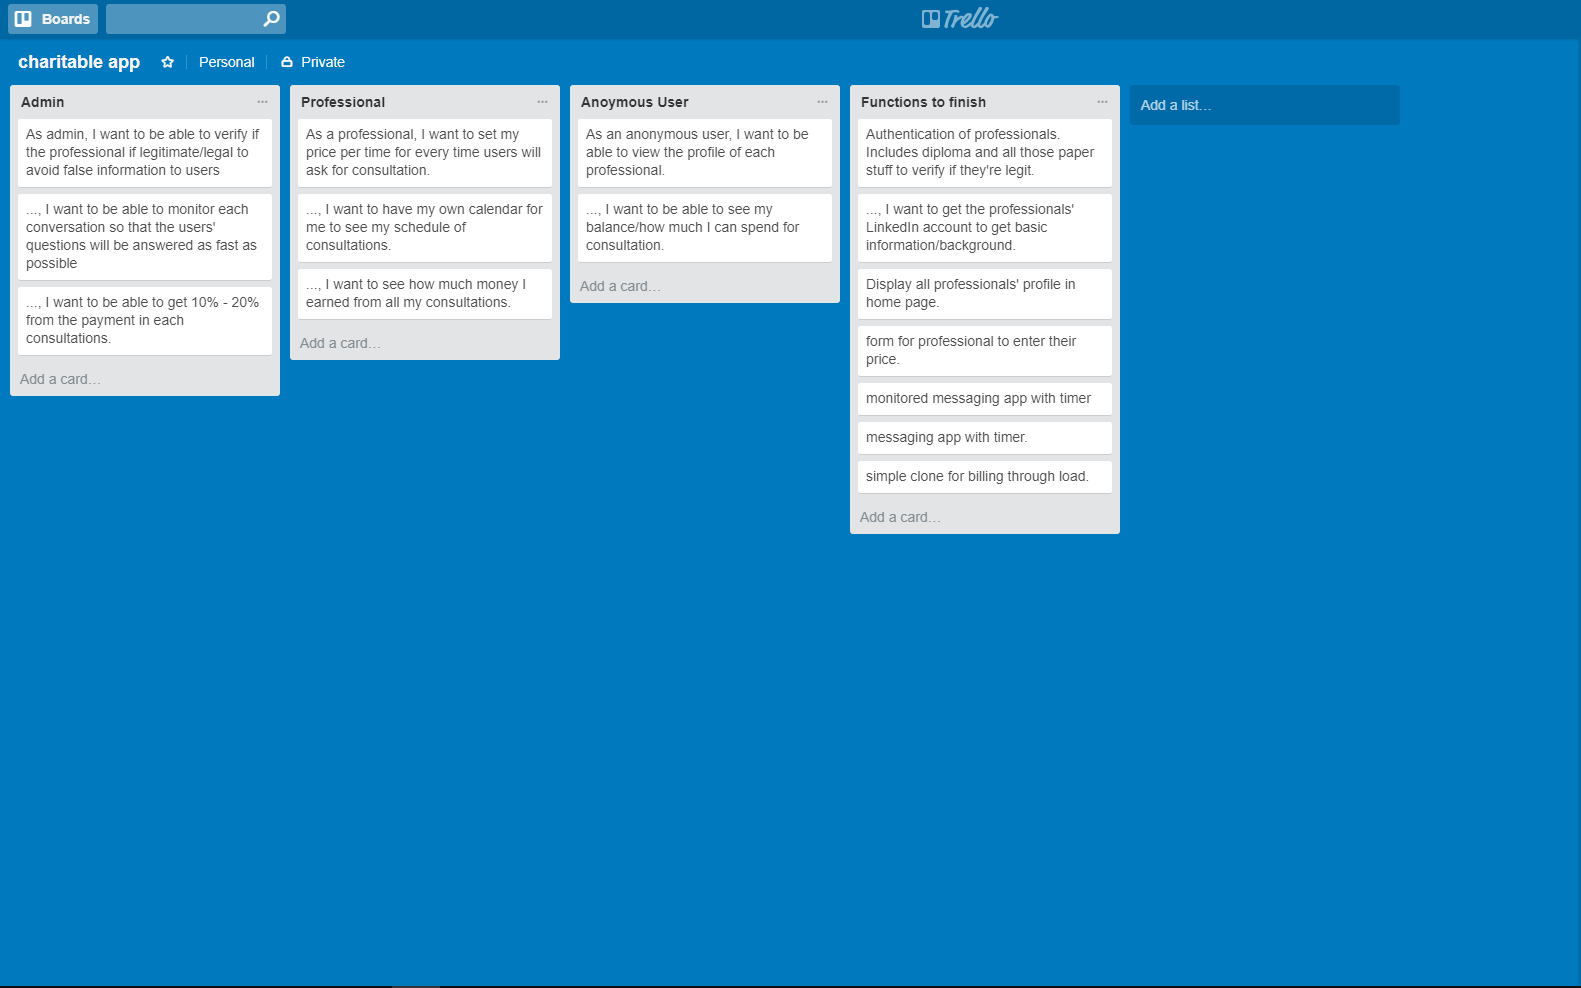 Boards
Trello
charitable app
Personal
Private
Admin
As admin, I want to be able to verify if
the professional if legitimate/legal to
avoid false information to users
..., I want to be able to monitor each
conversation so that the users'
questions will be answered as fast as
possible
..., I want to be able to get 10% - 20%
from the payment in each
consultations.
Add a card...
Professional
As a professional, I want to set my
price per time for every time users will
ask for consultation.
..., I want to have my own calendar for
me to see my schedule of
consultations.
..., I want to see how much money I
earned from all my consultations.
Add a card...
Anoymous User
As an anonymous user, I want to be
able to view the profile of each
professional.
..., I want to be able to see my
balance/how much I can spend for
consultation.
Add a card...
Functions to finish
Authentication of professionals.
Includes diploma and all those paper
stuff to verify if they're legit.
..., I want to get the professionals'
LinkedIn account to get basic
information/background.
Display all professionals' profile in
home page.
form for professional to enter their
price.
monitored messaging app with timer
messaging app with timer.
simple clone for billing through load.
Add a card...
Add a list...